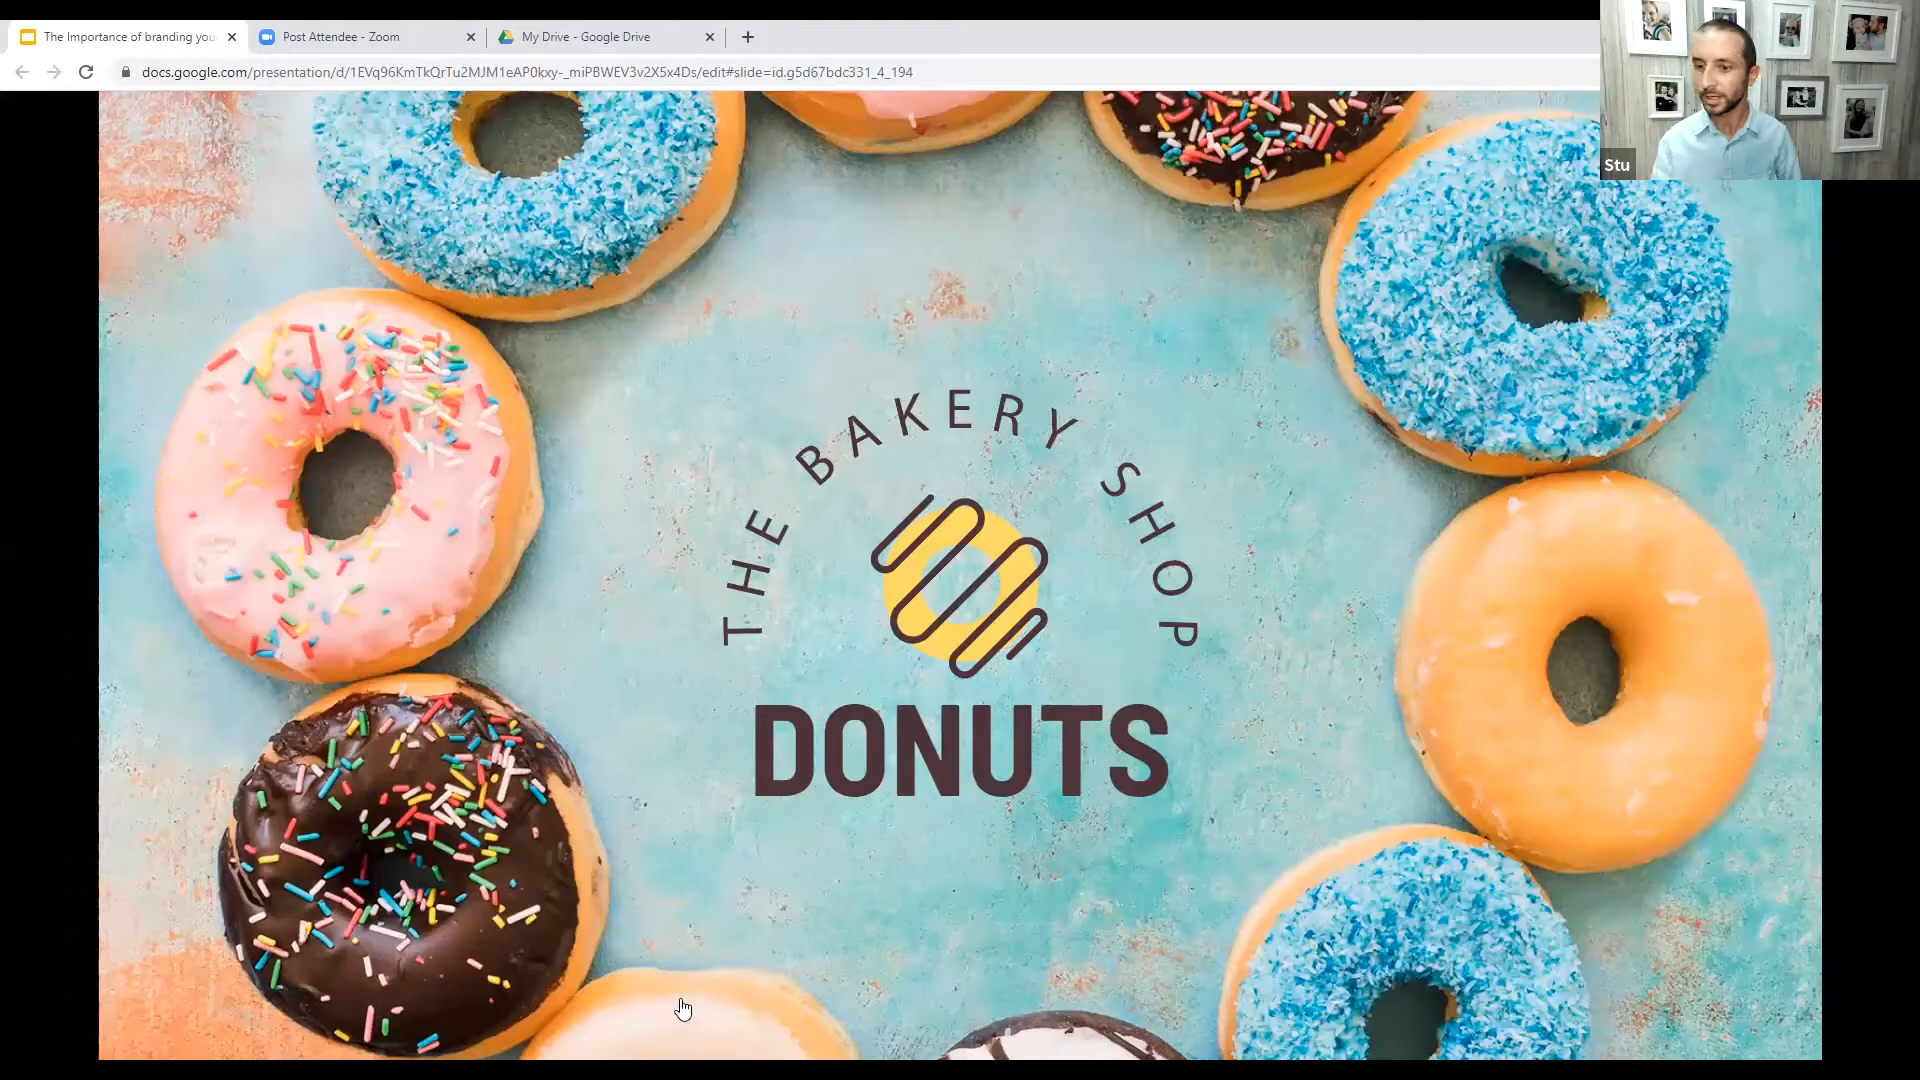 The Importance of branding you
Post Attendee - Zoom
My Drive - Google Drive
docs.google.com/presentation/d/1EVq96KmTkQrTu2MJM1eAP0kxy-_miPBWEV3v2X5x4Ds/edit#slide=id.g5d67bdc331_4_194
Stu
THE BAKERY SHOP
DONUTS